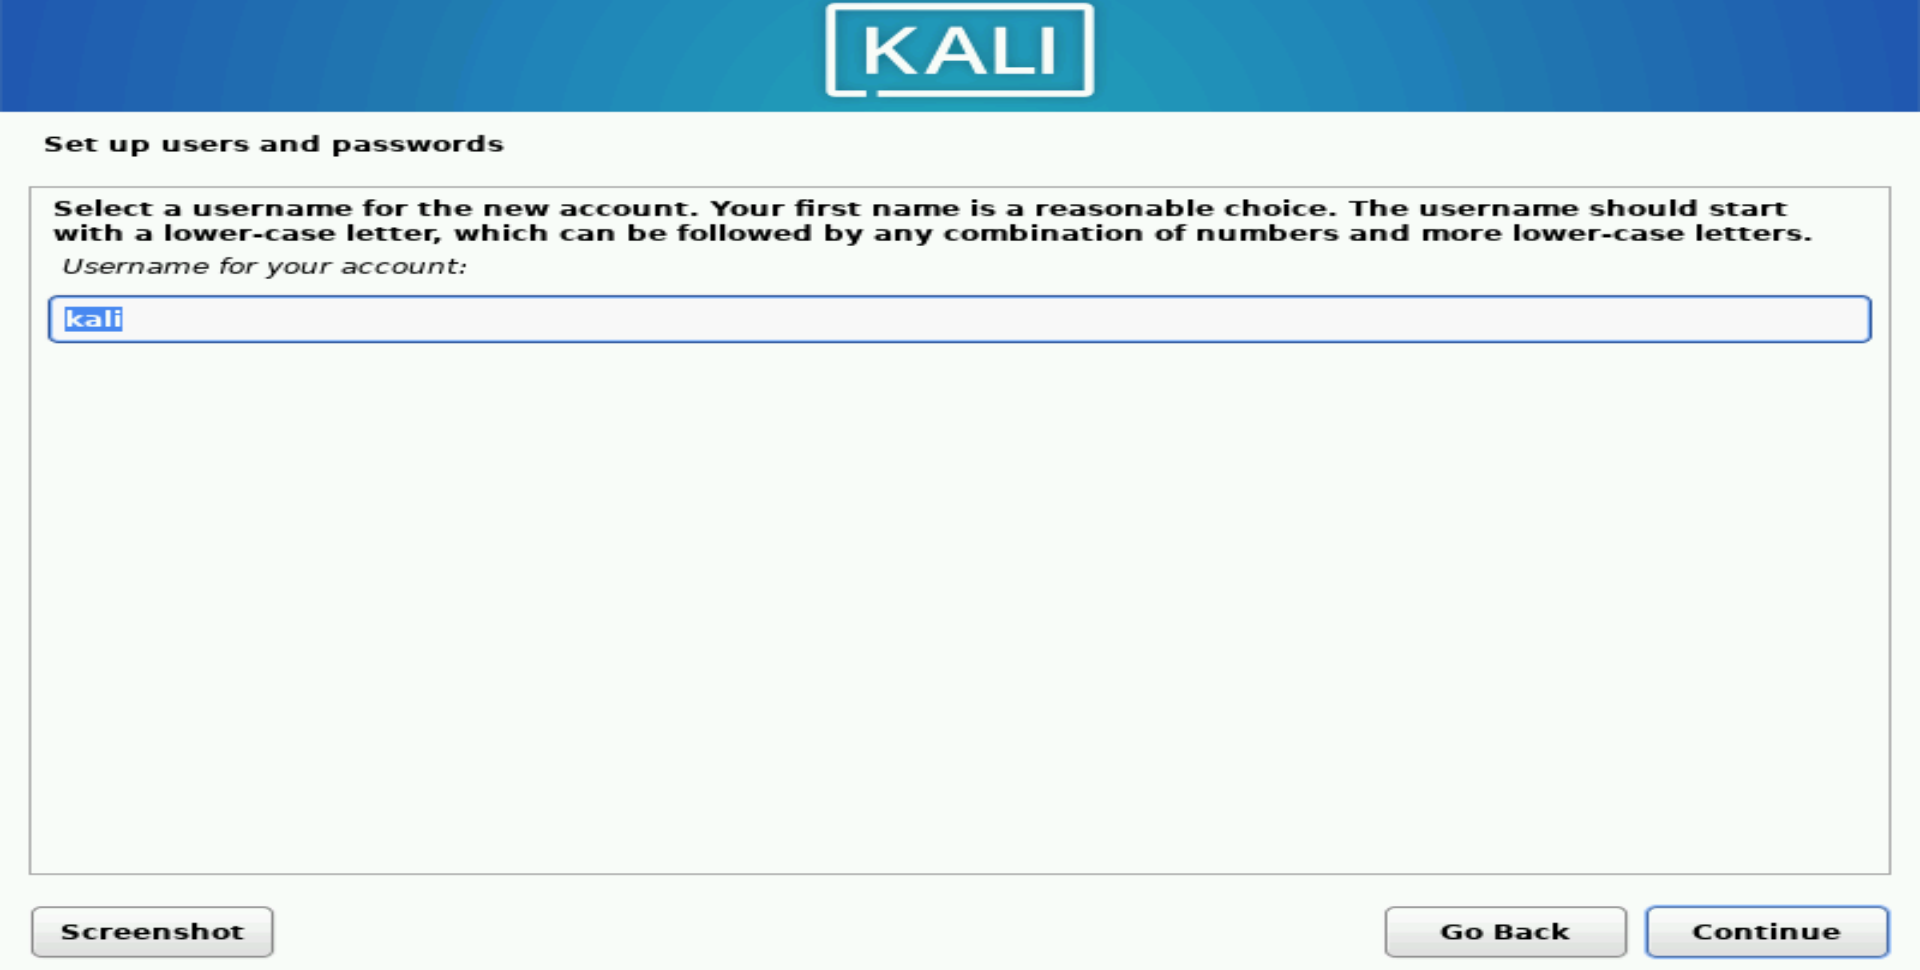 KALI
Set up users and passwords
Select a username for the new account. Your first name is a reasonable choice. The username should start
with a lower-case letter, which can be followed by any combination of numbers and more lower-case letters.
Username for your account:
kali
Screenshot
Go Back
Continue